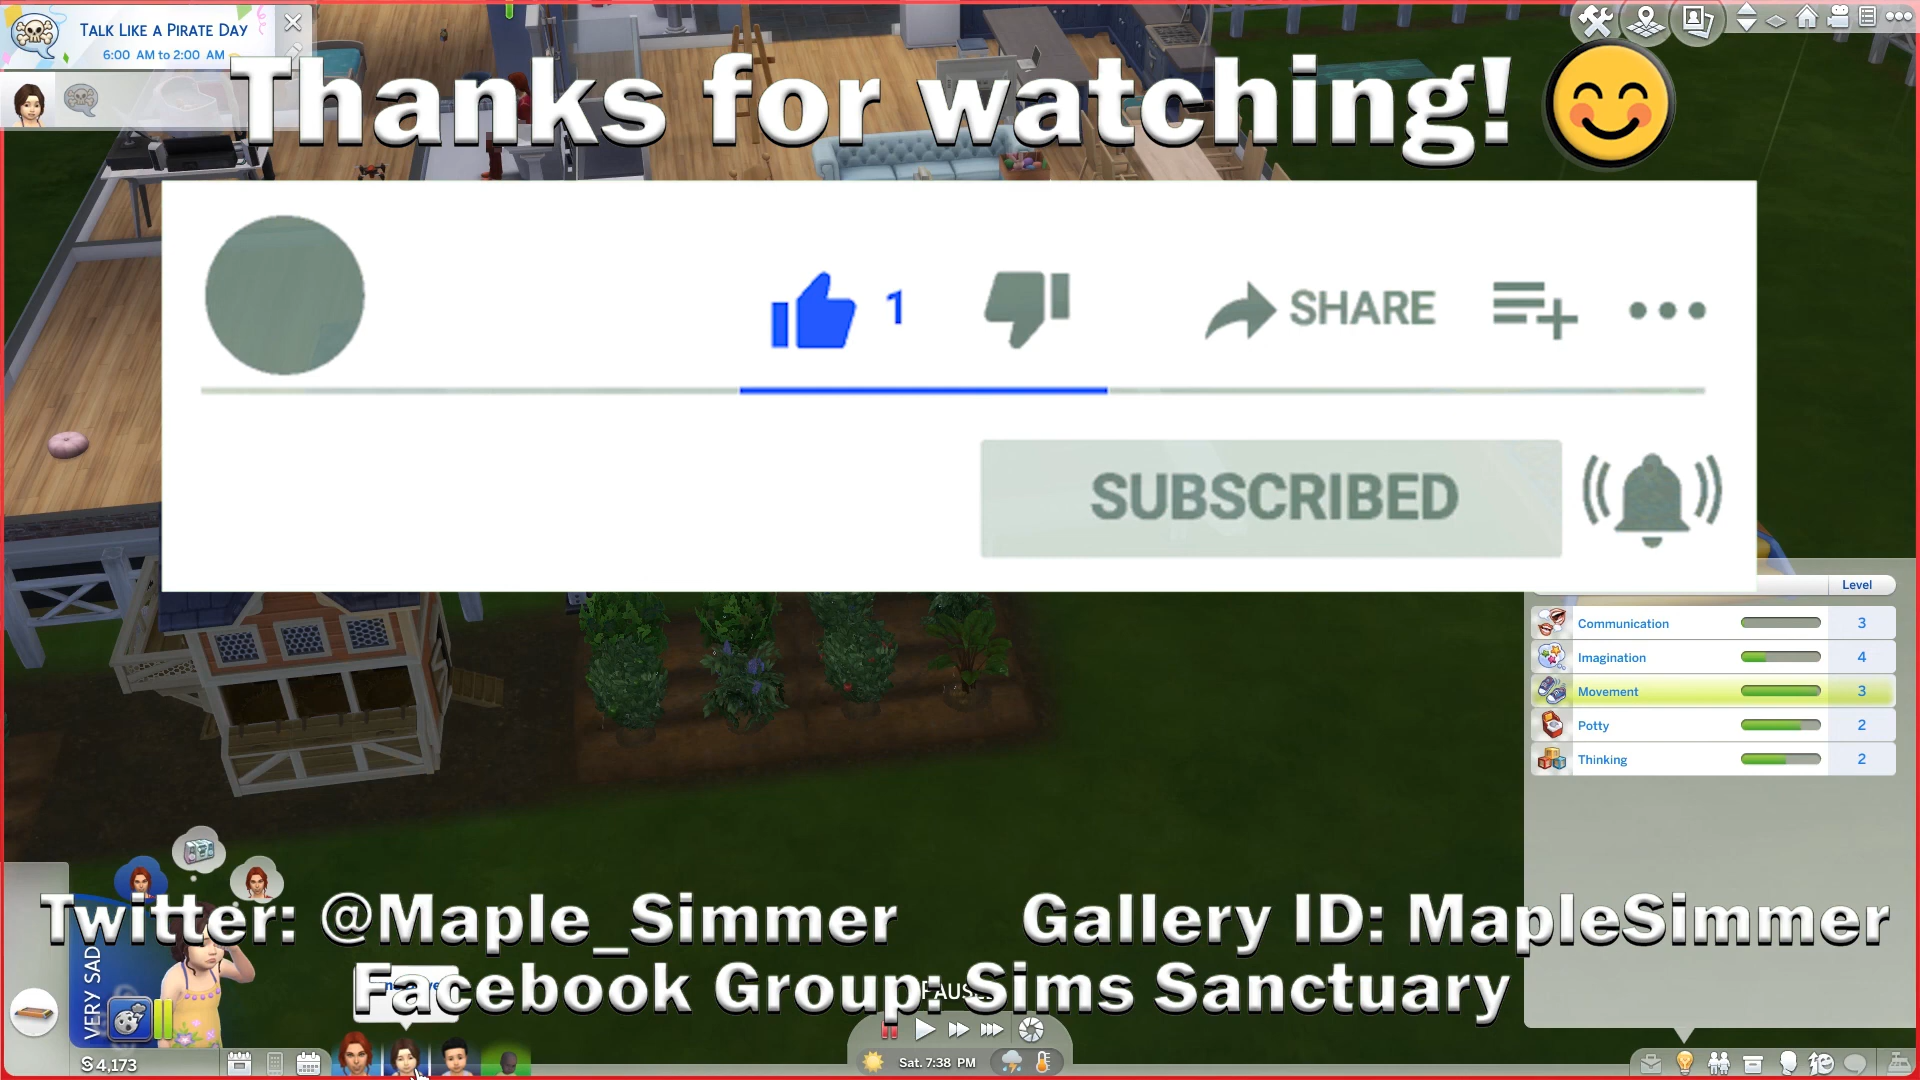 TALK LIKE A PIRATE DAY
6:00 AM to 2:00 AM
Thanks for watching! 😊
1
SHARE
SUBSCRIBED
Level
Communication 3
Imagination 4
Movement 3
Potty 2
Thinking 2
Twitter: @Maple_Simmer
Gallery ID: MapleSimmer
Facebook Group: Sims Sanctuary
VERY SAD
§4,173
Sat. 7:38 PM